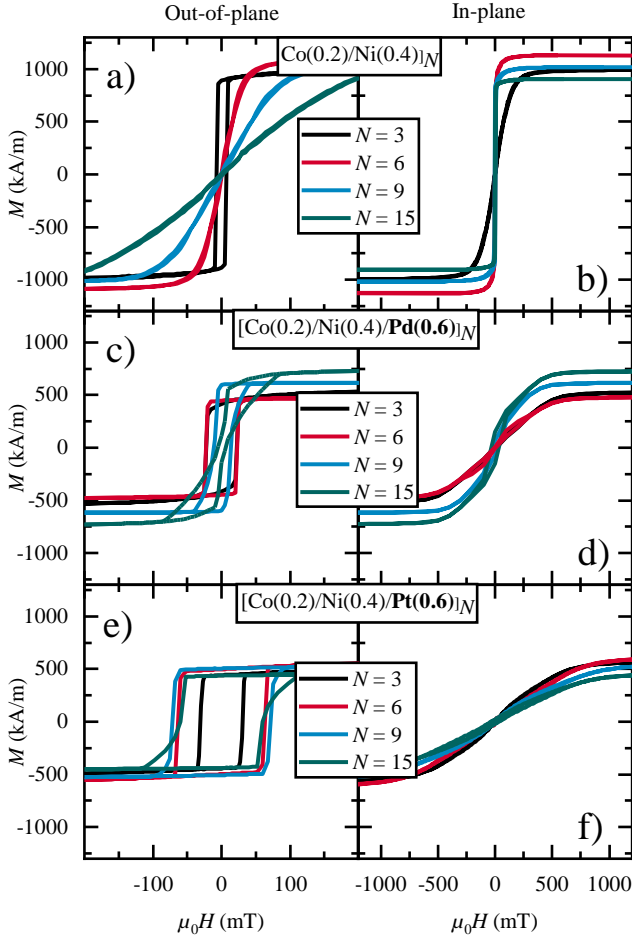 Out-of-plane In-plane
a) Co(0.2)/Ni(0.4)]N
1000
500
0
-500
-1000
M (kA/m)
N = 3
N = 6
N = 9
N = 15
b)
c) [Co(0.2)/Ni(0.4)/Pd(0.6)]N
1000
500
0
-500
-1000
M (kA/m)
N = 3
N = 6
N = 9
N = 15
d)
e) [Co(0.2)/Ni(0.4)/Pt(0.6)]N
1000
500
0
-500
-1000
M (kA/m)
N = 3
N = 6
N = 9
N = 15
f)
-100 0 100 -1000 -500 0 500 1000
μ0H (mT) μ0H (mT)